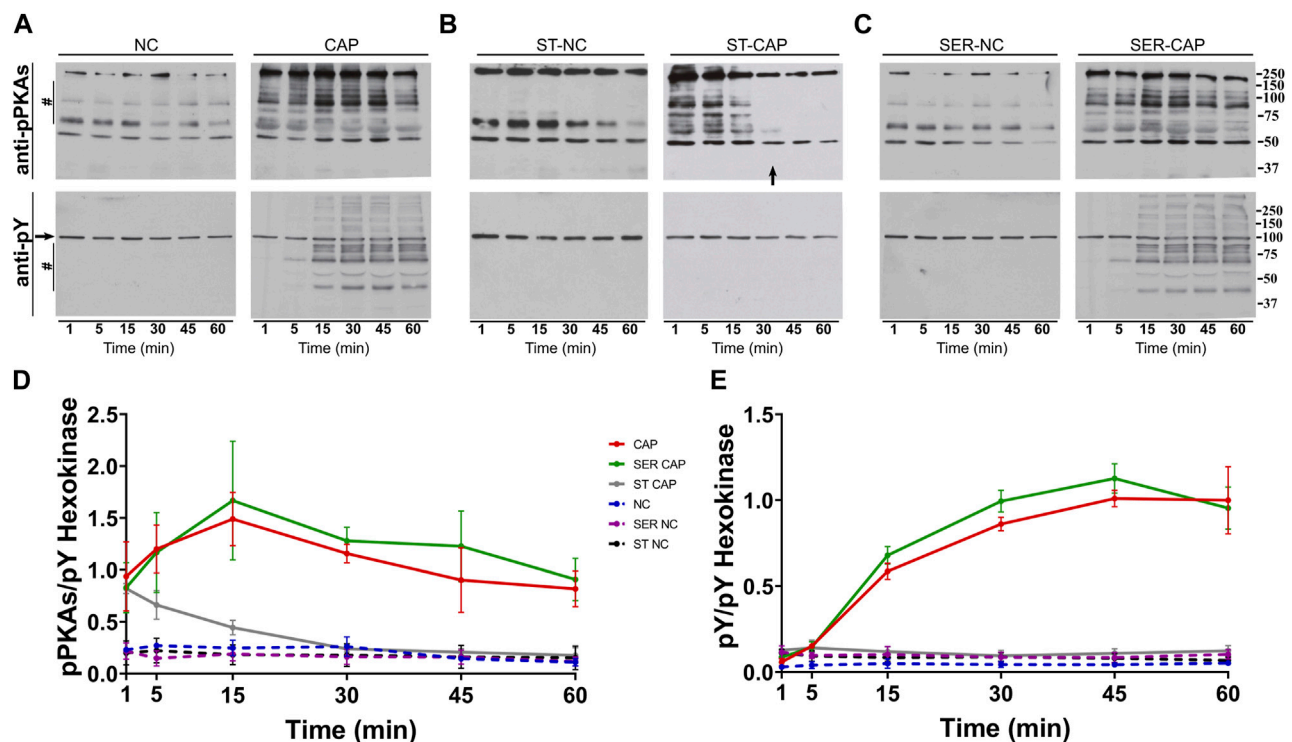 A
NC
CAP
B
ST-NC
ST-CAP
C
SER-NC
SER-CAP
anti-pPKAs
#
-250
-150
-100
-75
-50
-37
anti-pY
#
-250
-150
-100
-75
-50
-37
1 5 15 30 45 60
1 5 15 30 45 60
1 5 15 30 45 60
1 5 15 30 45 60
1 5 15 30 45 60
1 5 15 30 45 60
Time (min)
Time (min)
Time (min)
Time (min)
Time (min)
Time (min)
D
pPKAs/pY Hexokinase
2.5
2.0
1.5
1.0
0.5
0.0
1 5 15 30 45 60
Time (min)
CAP
SER CAP
ST CAP
NC
SER NC
ST NC
E
pY/pY Hexokinase
1.5
1.0
0.5
0.0
1 5 15 30 45 60
Time (min)